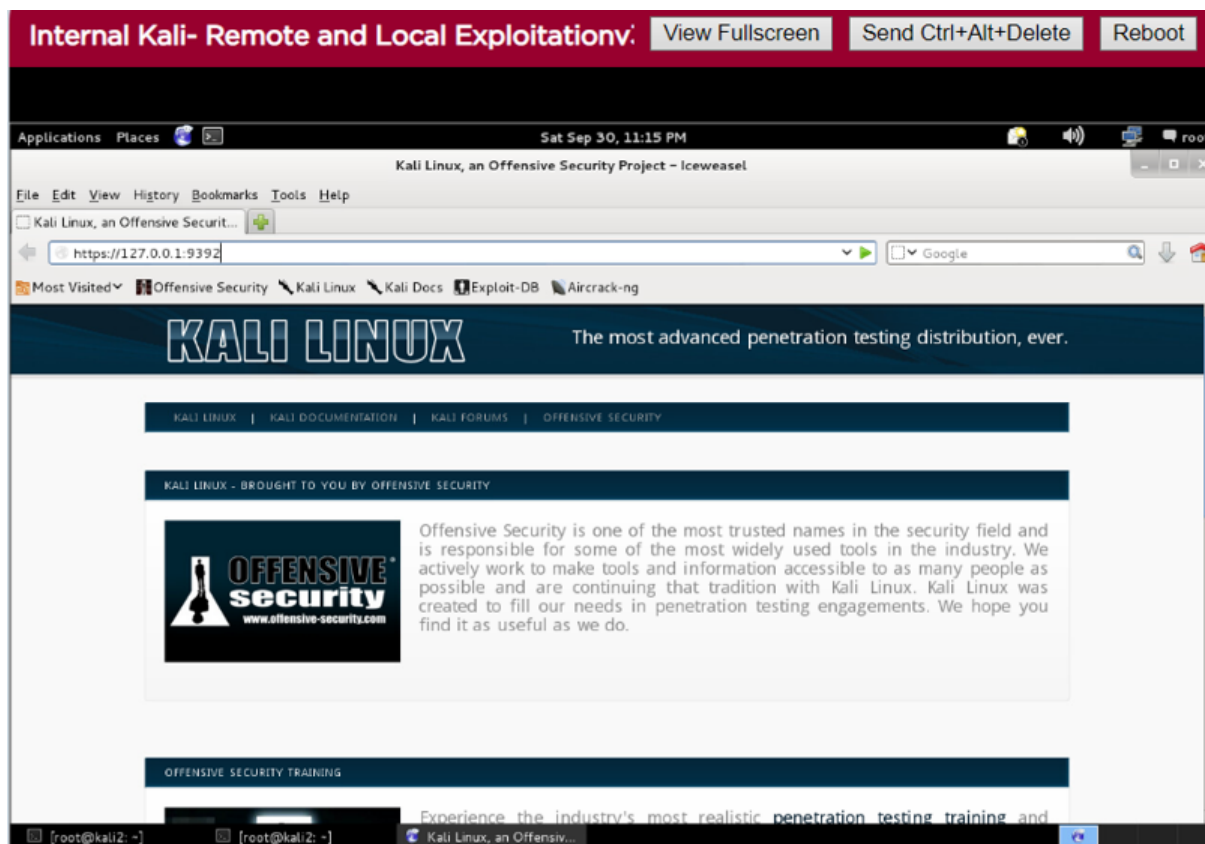 Internal Kali- Remote and Local Exploitationv:
View Fullscreen
Send Ctrl+Alt+Delete
Reboot
Applications Places
Sat Sep 30, 11:15 PM
roo
Kali Linux, an Offensive Security Project - Iceweasel
File Edit View History Bookmarks Tools Help
Kali Linux, an Offensive Securit...
https://127.0.0.1:9392
Google
Most Visited Offensive Security Kali Linux Kali Docs Exploit-DB Aircrack-ng
KALI LINUX
The most advanced penetration testing distribution, ever.
KALI LINUX | KALI DOCUMENTATION | KALI FORUMS | OFFENSIVE SECURITY
KALI LINUX - BROUGHT TO YOU BY OFFENSIVE SECURITY
OFFENSIVE
security
www.offensive-security.com
Offensive Security is one of the most trusted names in the security field and
is responsible for some of the most widely used tools in the industry. We
actively work to make tools and information accessible to as many people as
possible and are continuing that tradition with Kali Linux. Kali Linux was
created to fill our needs in penetration testing engagements. We hope you
find it as useful as we do.
OFFENSIVE SECURITY TRAINING
Experience the industry's most realistic penetration testing training and
[root@kali2: ~]
[root@kali2: ~]
Kali Linux, an Offensiv...